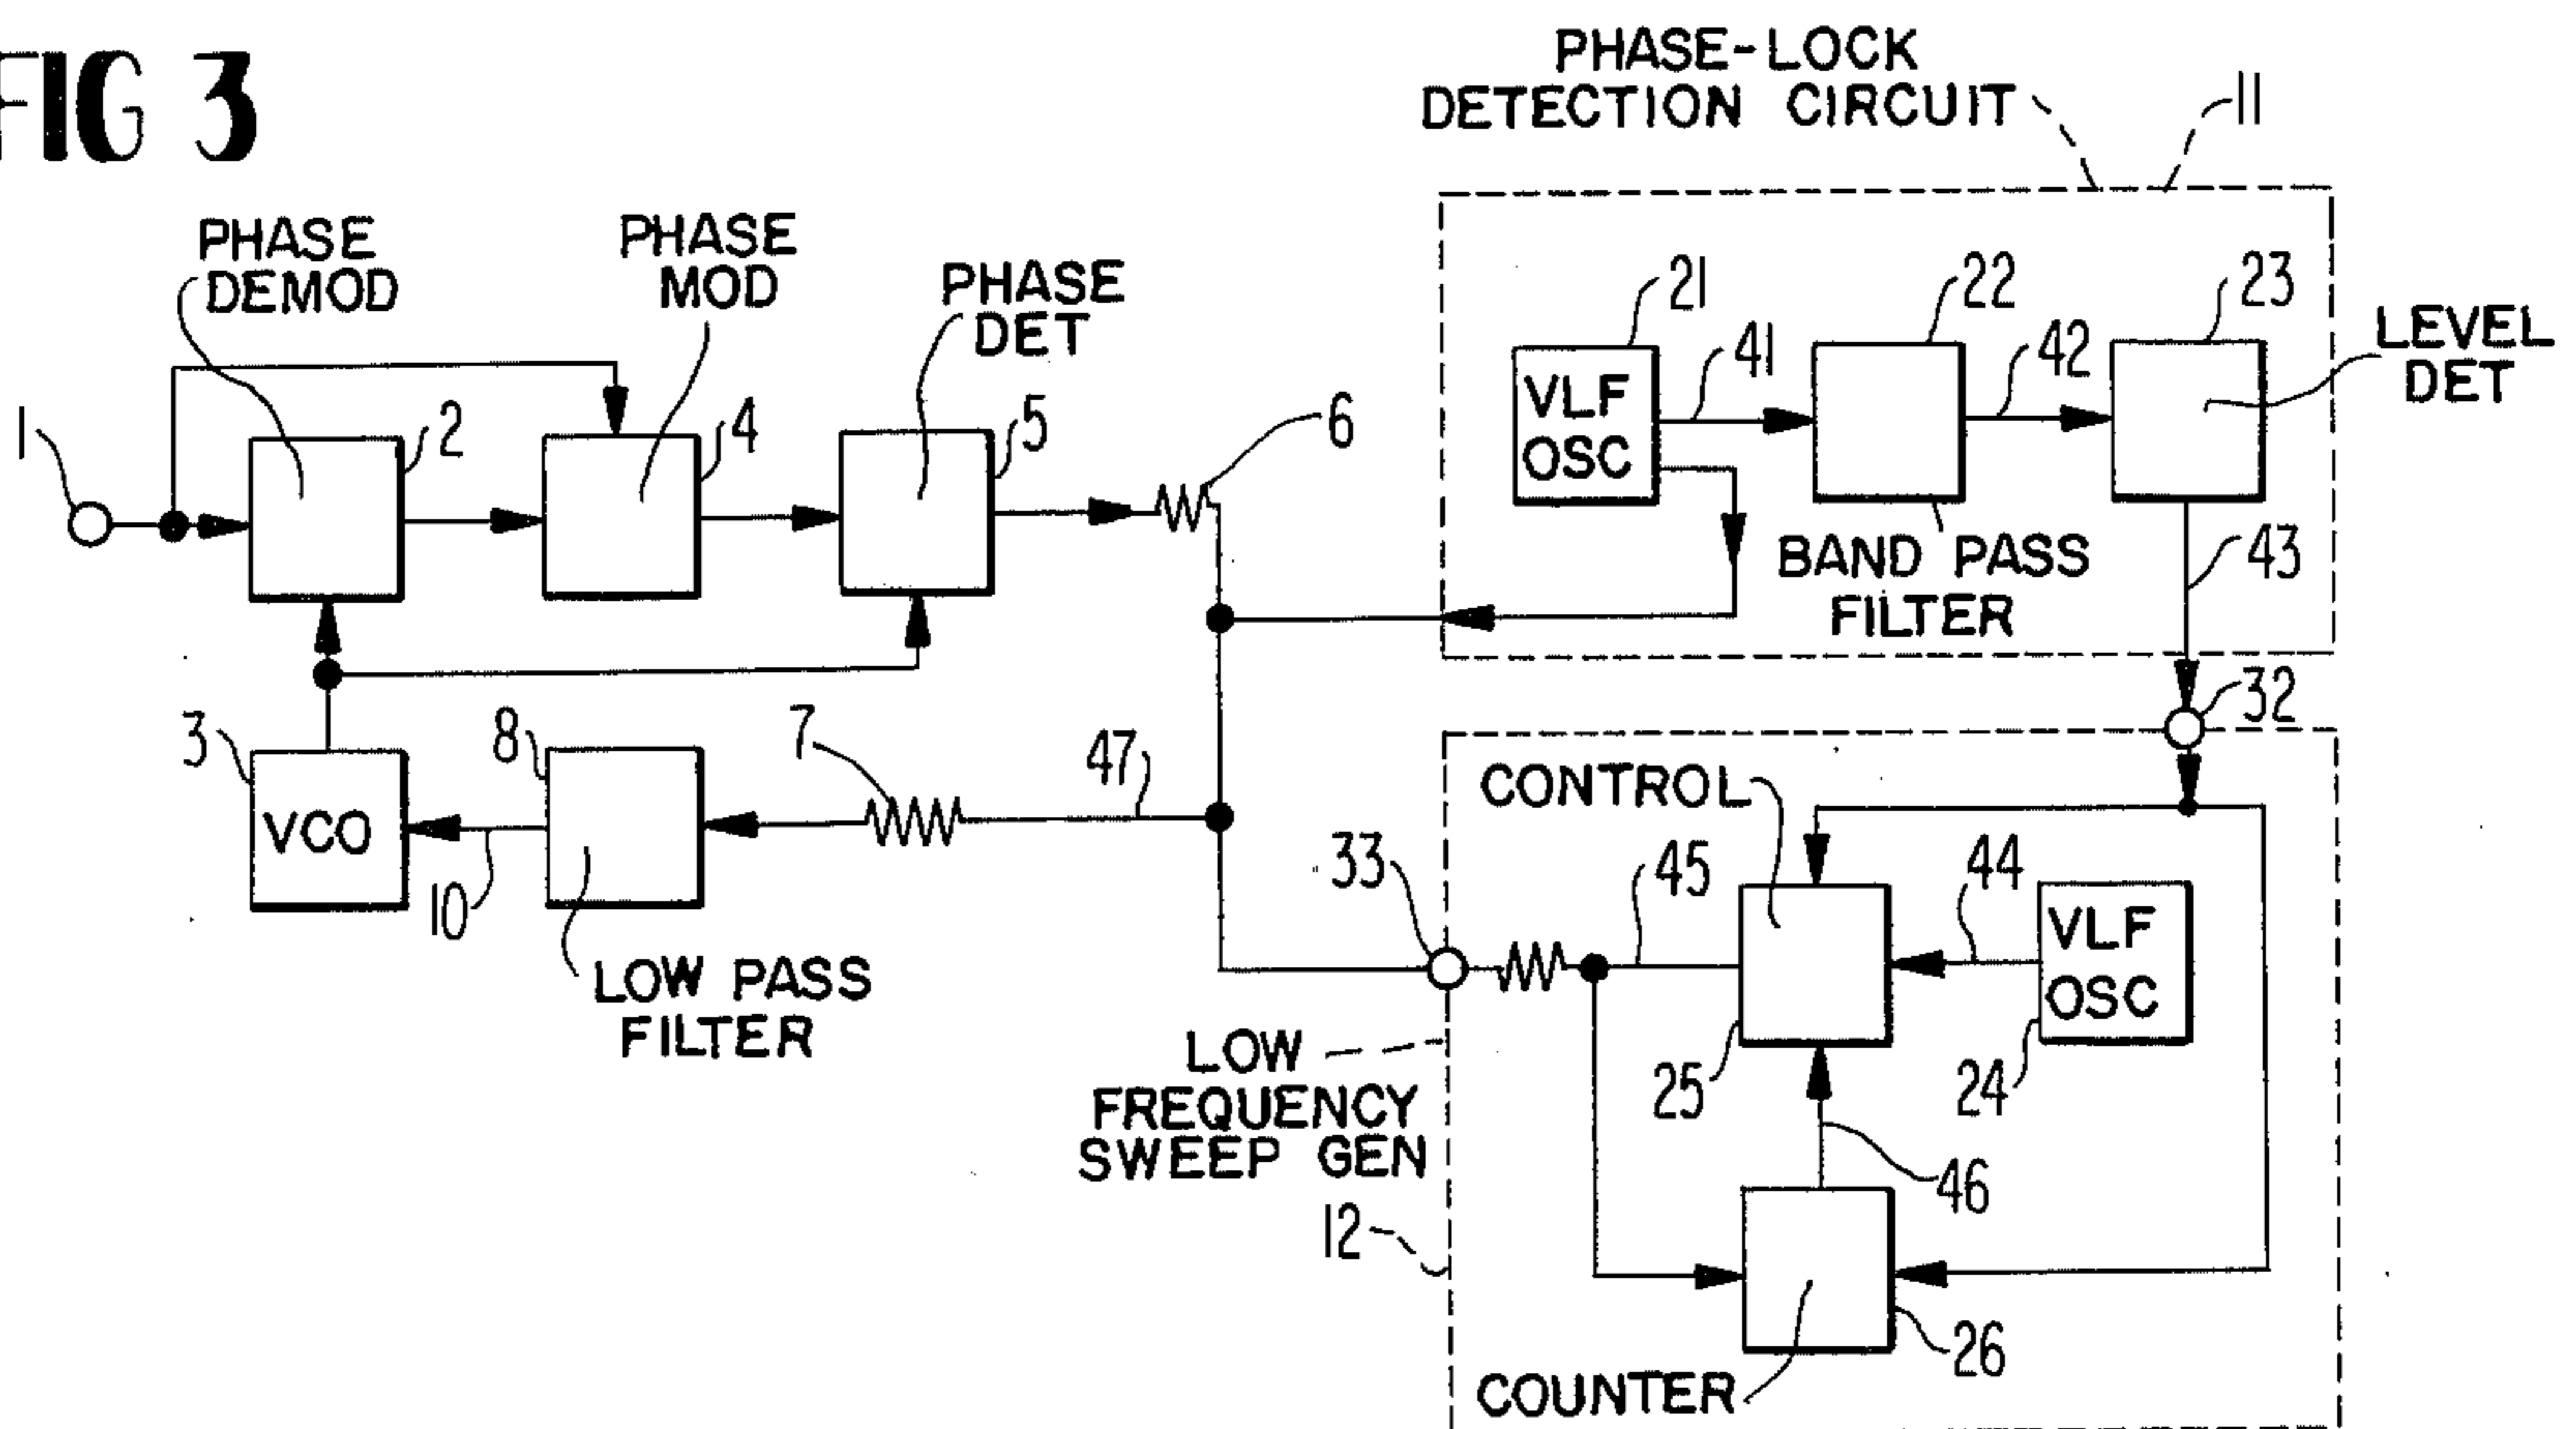 FIG 3
PHASE-LOCK
DETECTION CIRCUIT
11
PHASE
DEMOD
PHASE
MOD
PHASE
DET
1
2
4
5
6
21
VLF
OSC
41
22
42
23
LEVEL
DET
BAND PASS
FILTER
43
32
3
VCO
10
8
LOW PASS
FILTER
7
47
33
CONTROL
45
44
VLF
OSC
25
24
LOW
FREQUENCY
SWEEP GEN
12
46
26
COUNTER